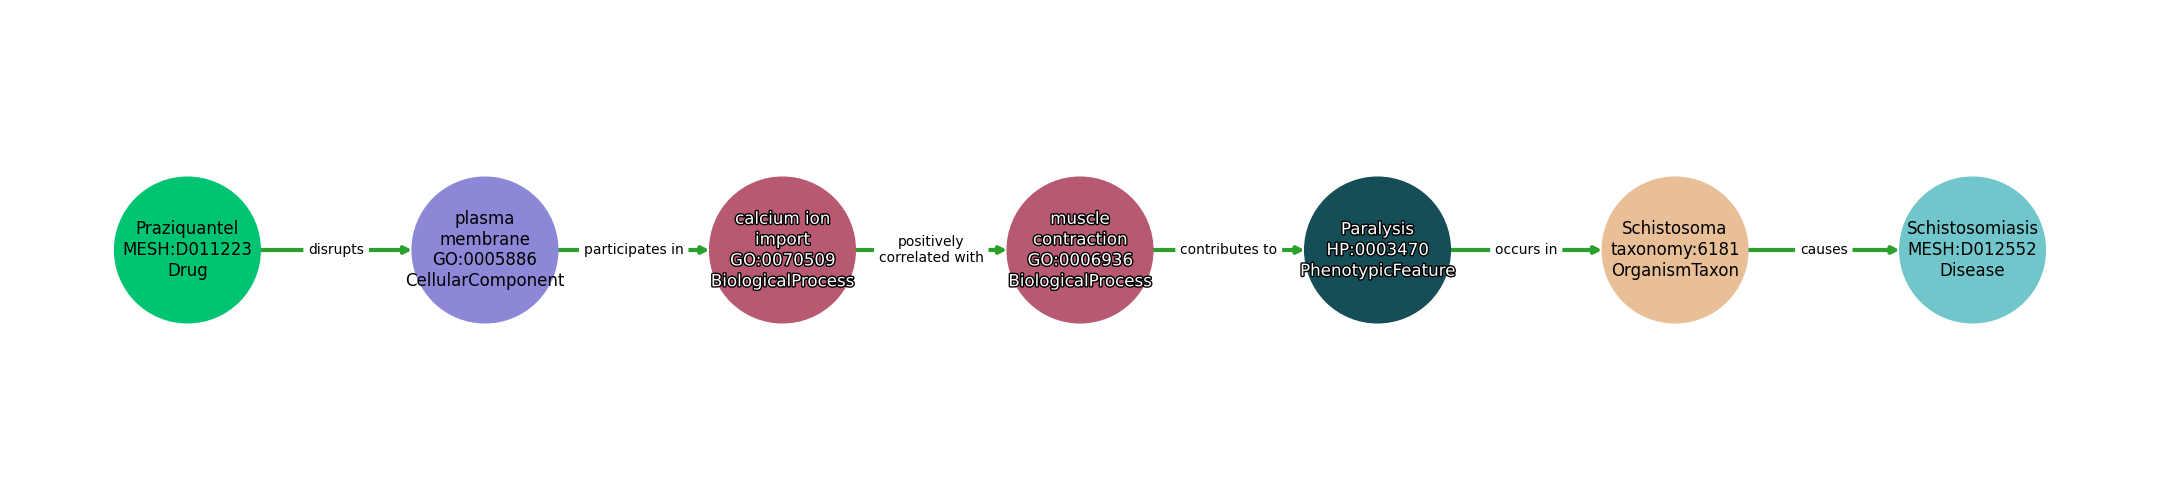 Praziquantel
MESH:D011223
Drug
disrupts
plasma
membrane
GO:0005886
CellularComponent
participates in
calcium ion
import
GO:0070509
BiologicalProcess
positively
correlated with
muscle
contraction
GO:0006936
BiologicalProcess
contributes to
Paralysis
HP:0003470
PhenotypicFeature
occurs in
Schistosoma
taxonomy:6181
OrganismTaxon
causes
Schistosomiasis
MESH:D012552
Disease